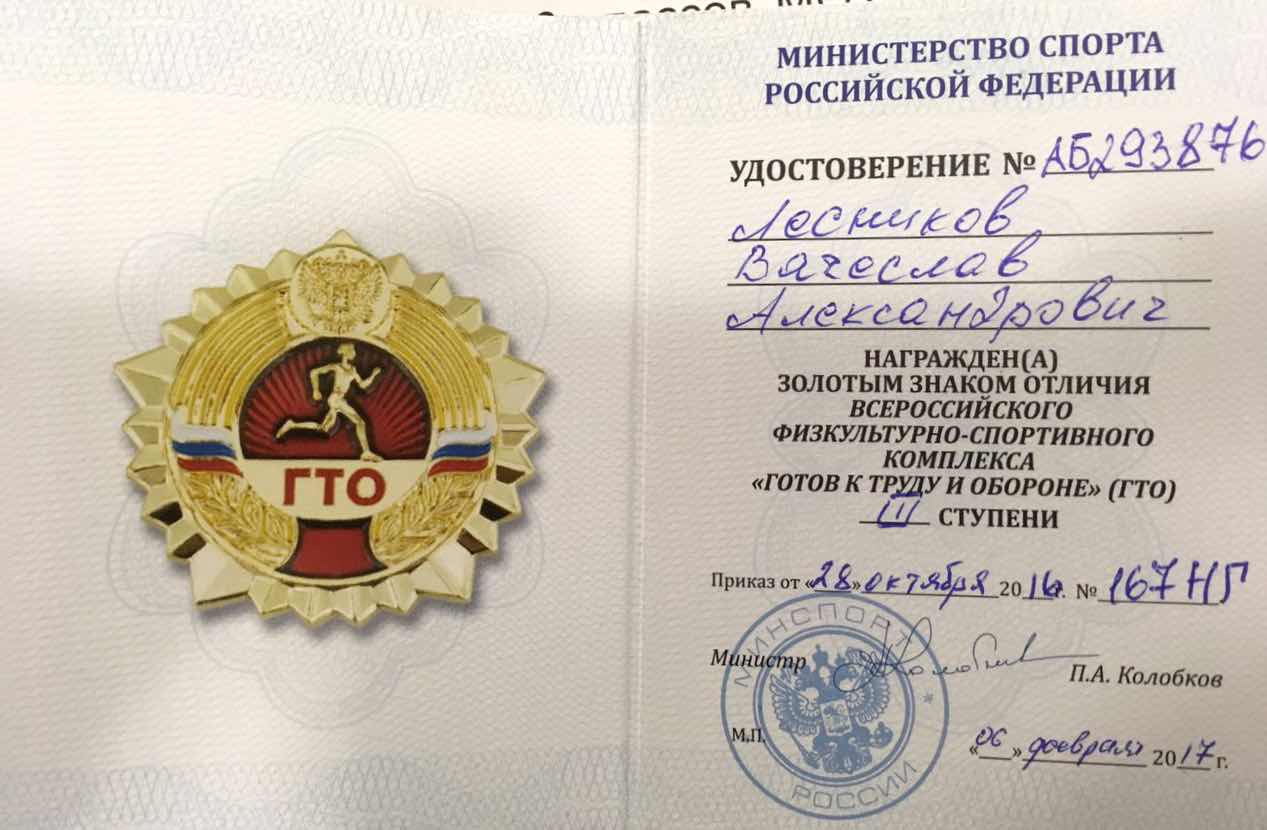 ГТО
МИНИСТЕРСТВО СПОРТА
РОССИЙСКОЙ ФЕДЕРАЦИИ
УДОСТОВЕРЕНИЕ № АБ293876
Лесников
Вячеслав
Александрович
НАГРАЖДЕН(А)
ЗОЛОТЫМ ЗНАКОМ ОТЛИЧИЯ
ВСЕРОССИЙСКОГО
ФИЗКУЛЬТУРНО-СПОРТИВНОГО
КОМПЛЕКСА
«ГОТОВ К ТРУДУ И ОБОРОНЕ» (ГТО)
III СТУПЕНИ
Приказ от «28» октября 2016г. № 167 НГ
МИНСПОРТ
Министр
П.А. Колобков
М.П.
РОССИИ
«06» февраля 2017 г.